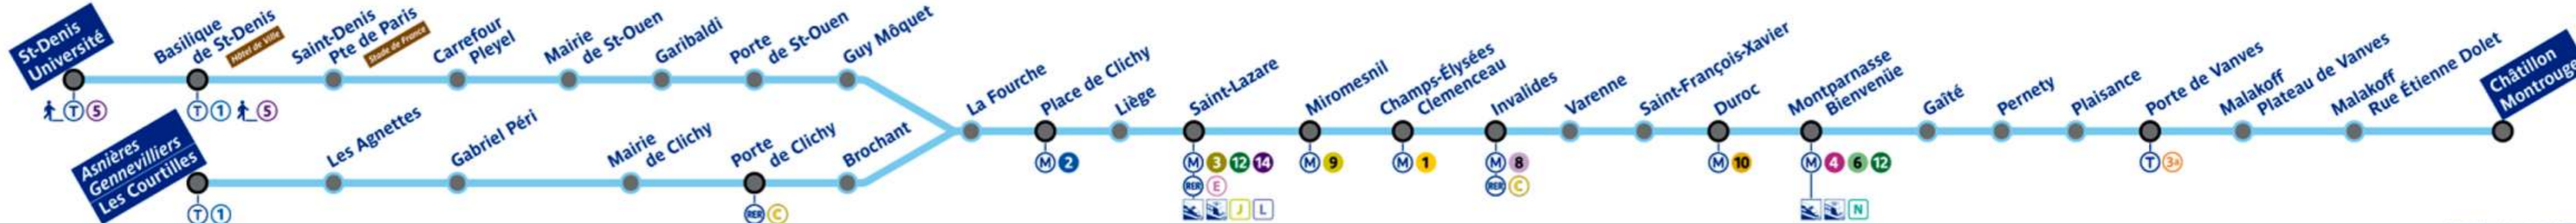 St-Denis
Université
T 5
Basilique
de St-Denis
Hôtel de Ville
T 1 5
Saint-Denis
Pte de Paris
Stade de France
Carrefour
Pleyel
Mairie
de St-Ouen
Garibaldi
Porte
de St-Ouen
Guy Môquet
Asnières
Gennevilliers
Les Courtilles
T 1
Les Agnettes
Gabriel Péri
Mairie
de Clichy
Porte
de Clichy
RER C
Brochant
La Fourche
Place de Clichy
M 2
Liège
Saint-Lazare
M 3 12 14
RER E
J L
Miromesnil
M 9
Champs-Élysées
Clemenceau
M 1
Invalides
M 8
RER C
Varenne
Saint-François-Xavier
Duroc
M 10
Montparnasse
Bienvenüe
M 4 6 12
N
Gaîté
Pernety
Plaisance
Porte de Vanves
T 3a
Malakoff
Plateau de Vanves
Malakoff
Rue Étienne Dolet
Châtillon
Montrouge